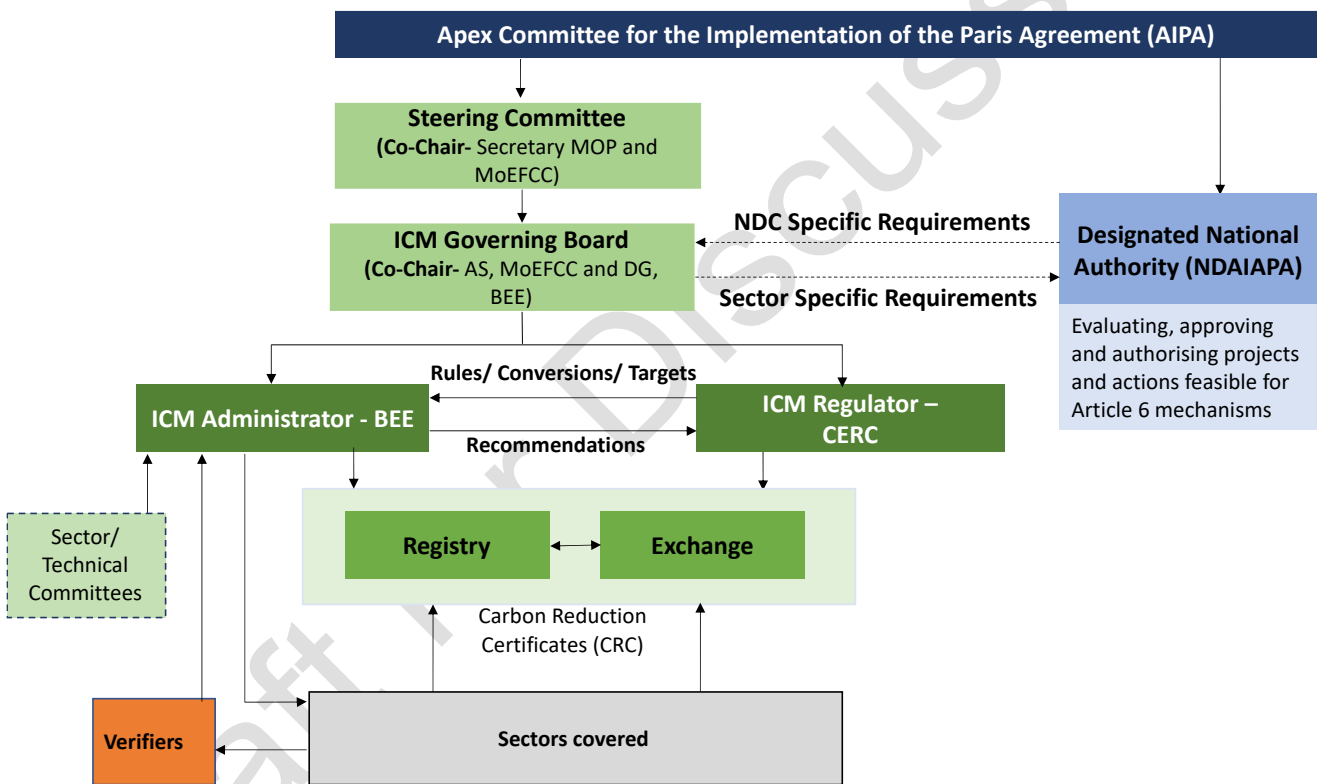 Apex Committee for the Implementation of the Paris Agreement (AIPA)
Steering Committee
(Co-Chair- Secretary MOP and
MoEFCC)
ICM Governing Board
(Co-Chair- AS, MoEFCC and DG,
BEE)
NDC Specific Requirements
Sector Specific Requirements
Designated National
Authority (NDAIAPA)
Evaluating, approving
and authorising projects
and actions feasible for
Article 6 mechanisms
Rules/ Conversions/ Targets
ICM Administrator - BEE
Recommendations
ICM Regulator –
CERC
Sector/
Technical
Committees
Registry
Exchange
Carbon Reduction
Certificates (CRC)
Verifiers
Sectors covered